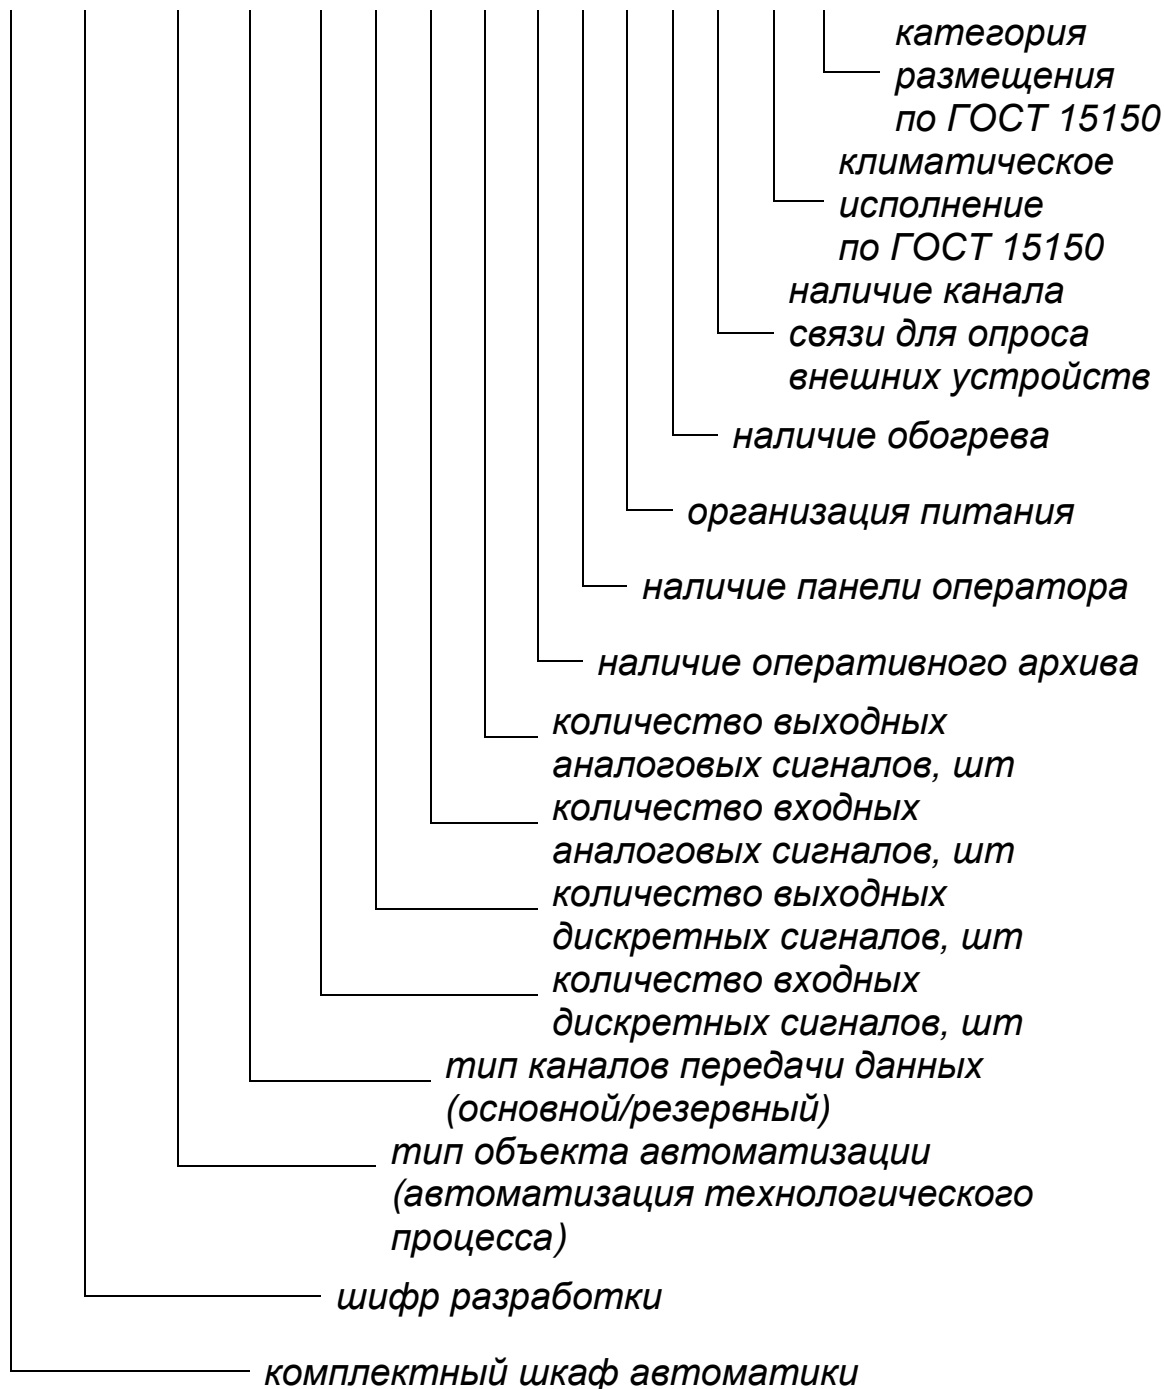 категория
размещения
по ГОСТ 15150
климатическое
исполнение
по ГОСТ 15150
наличие канала
связи для опроса
внешних устройств
наличие обогрева
организация питания
наличие панели оператора
наличие оперативного архива
количество выходных
аналоговых сигналов, шт
количество входных
аналоговых сигналов, шт
количество выходных
дискретных сигналов, шт
количество входных
дискретных сигналов, шт
тип каналов передачи данных
(основной/резервный)
тип объекта автоматизации
(автоматизация технологического
процесса)
шифр разработки
комплектный шкаф автоматики